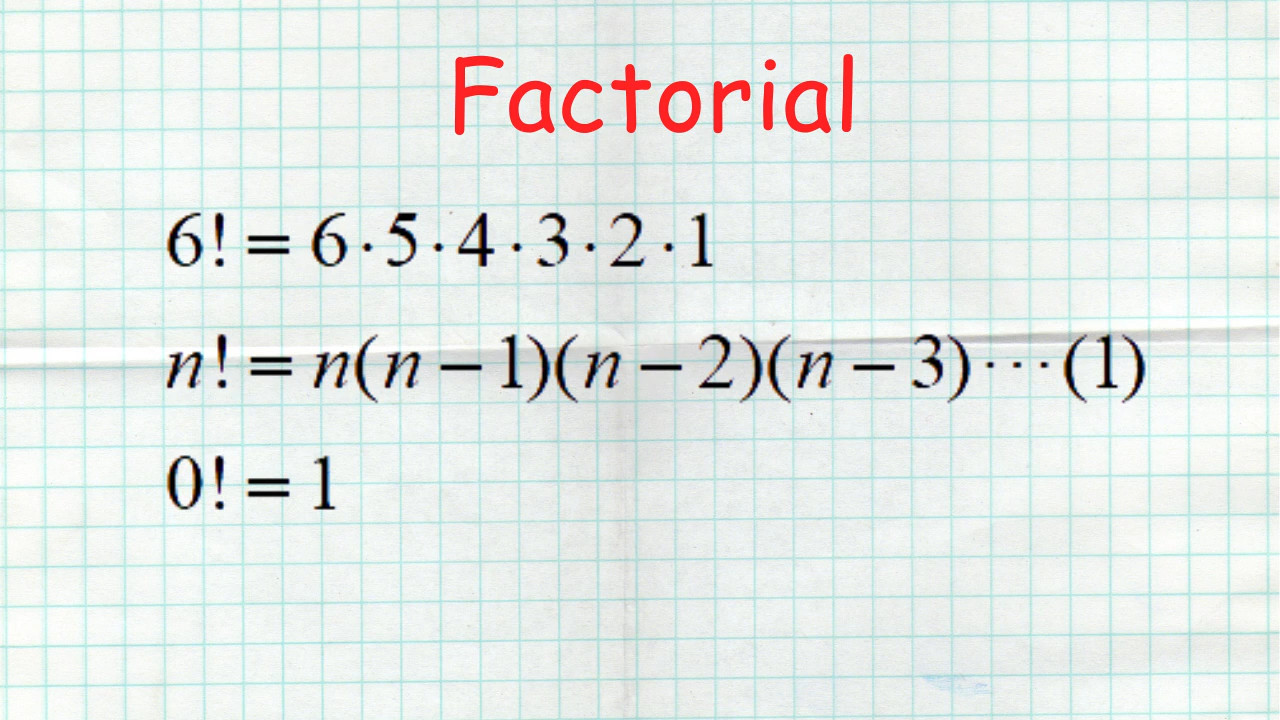 Factorial
6! = 6·5·4·3·2·1
n! = n(n−1)(n−2)(n−3)···(1)
0! = 1